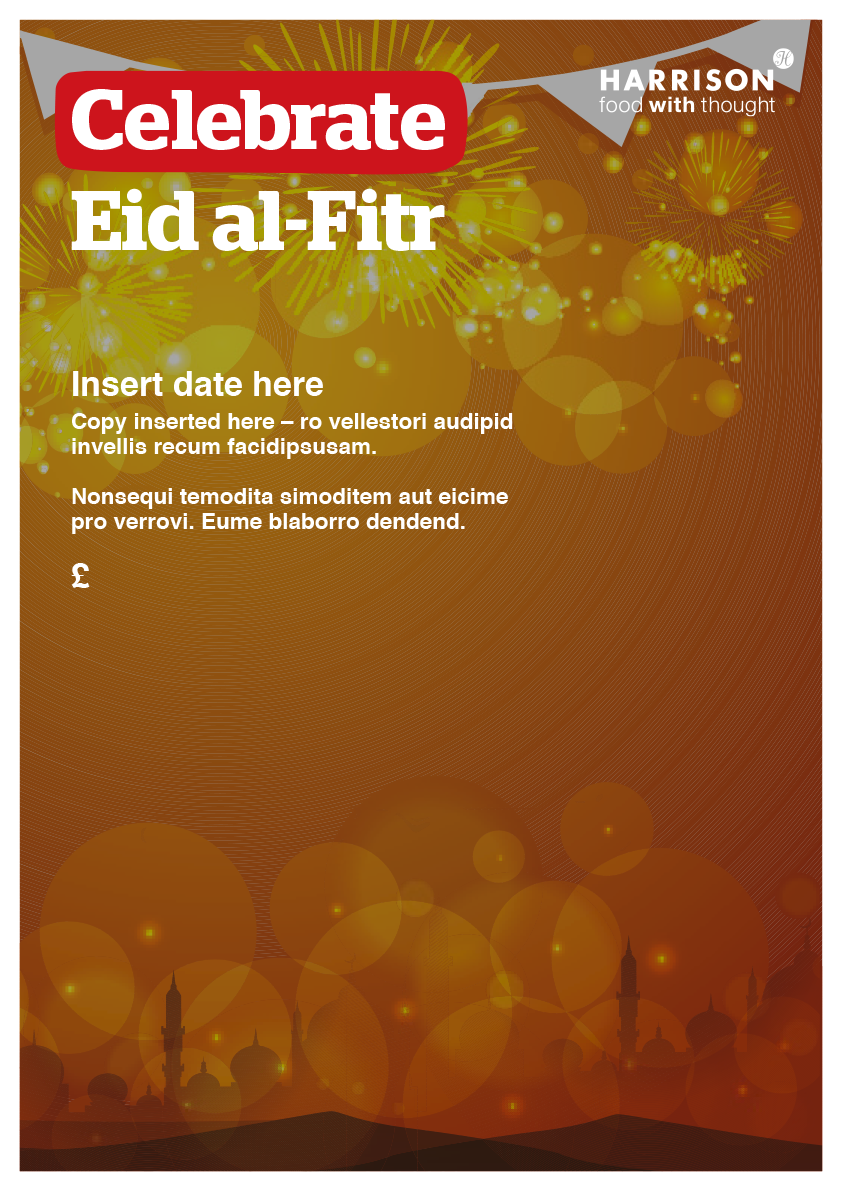 Celebrate
Eid al-Fitr
H
HARRISON
food with thought
Insert date here
Copy inserted here – ro vellestori audipid
invellis recum facidipsusam.
Nonsequi temodita simoditem aut eicime
pro verrovi. Eume blaborro dendend.
£